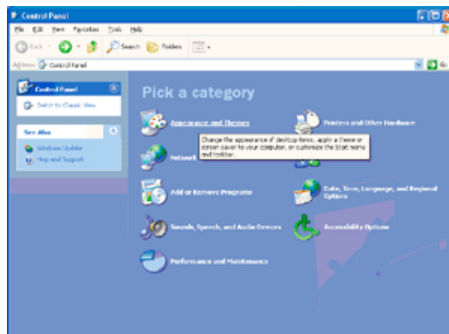 Control Panel
File Edit View Favorites Tools Help
Back Search Folders
Address Control Panel Go
Control Panel
Switch to Classic View
See Also
Windows Update
Help and Support
Pick a category
Appearance and Themes
Printers and Other Hardware
Change the appearance of desktop items, apply a theme or
screen saver to your computer, or customize the Start menu
and taskbar.
Network
Add or Remove Programs
Date, Time, Language, and Regional
Options
Sounds, Speech, and Audio Devices
Accessibility Options
Performance and Maintenance